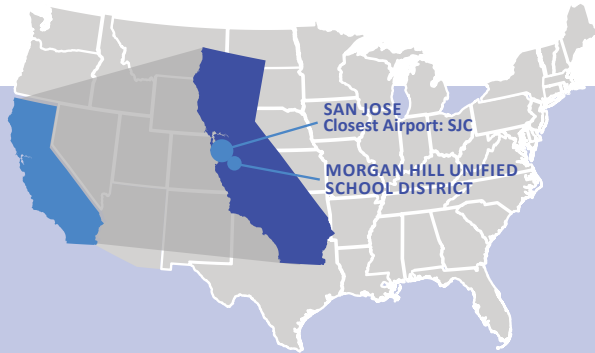 SAN JOSE
Closest Airport: SJC
MORGAN HILL UNIFIED
SCHOOL DISTRICT